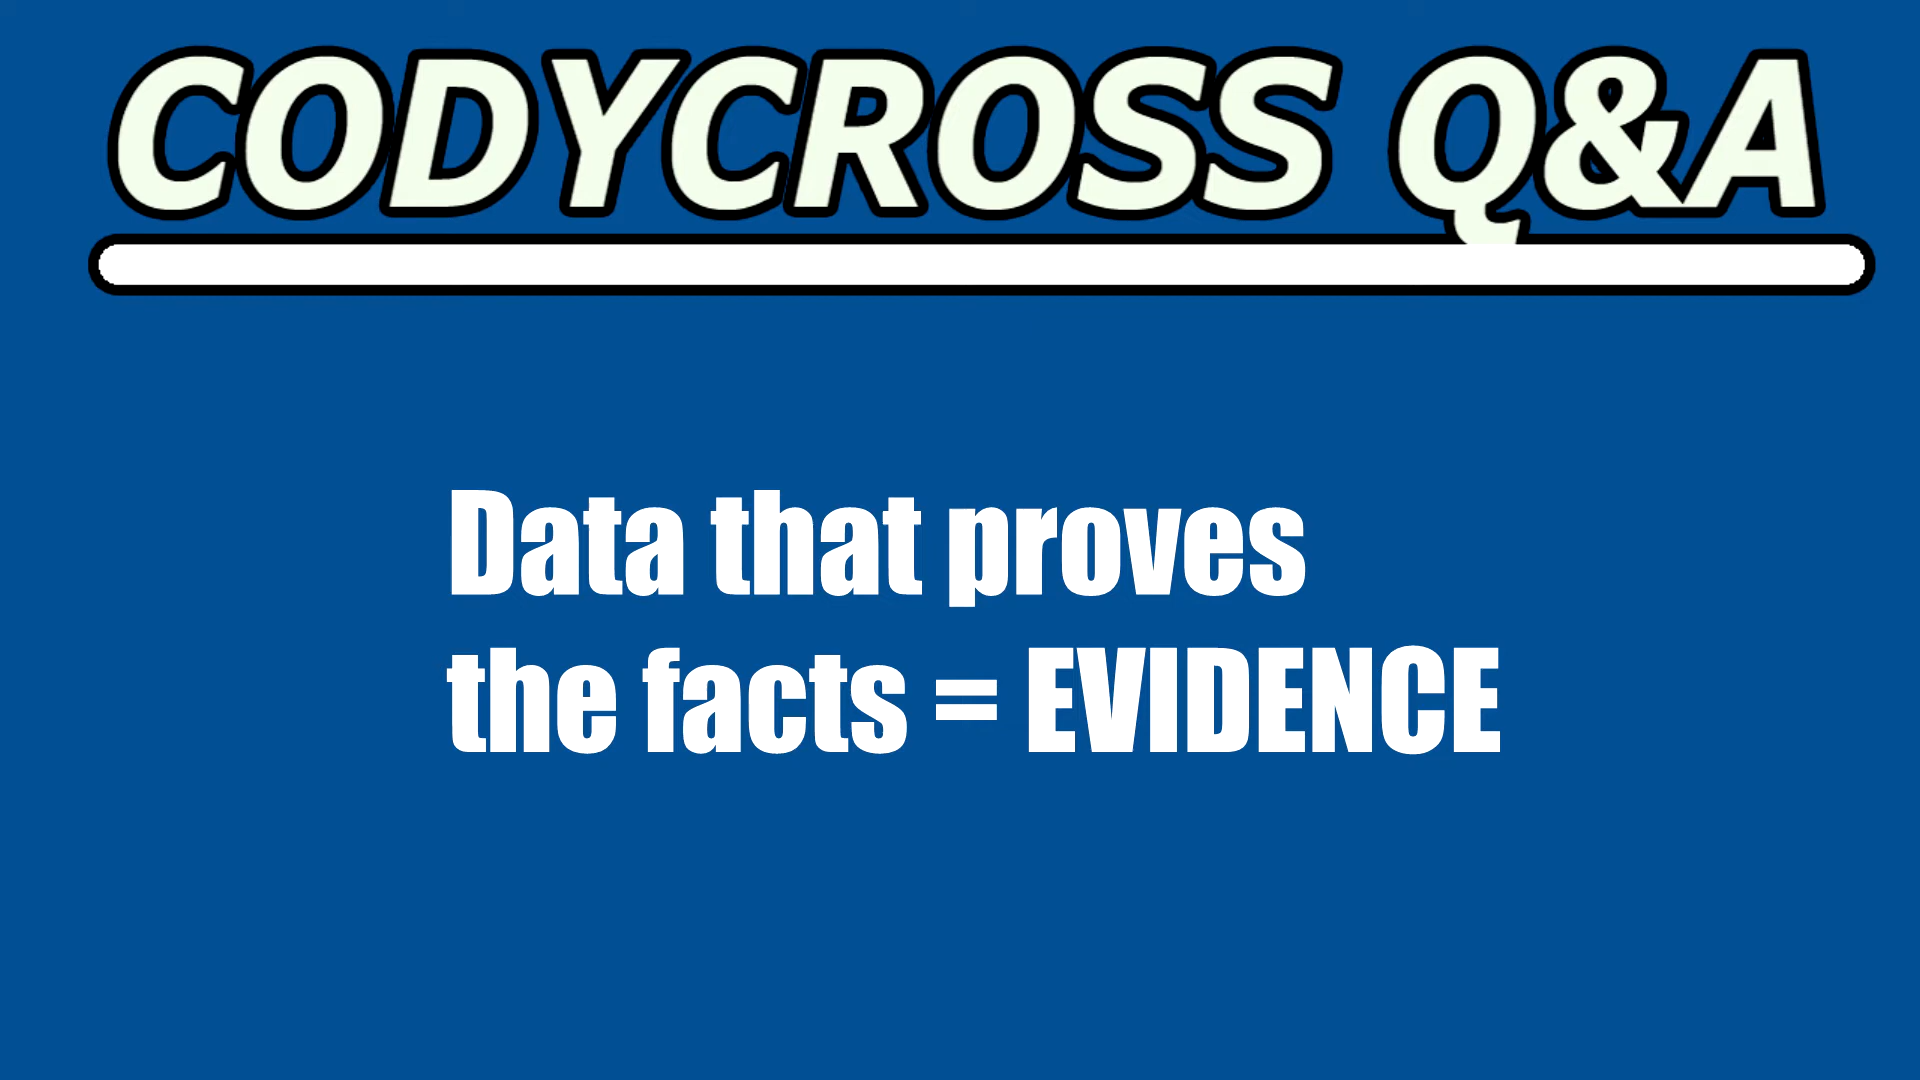 CODYCROSS Q&A
Data that proves
the facts = EVIDENCE